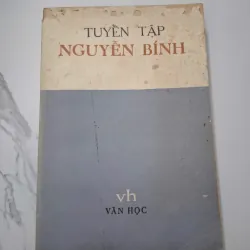 TUYỂN TẬP
NGUYỄN BÍNH
vh
VĂN HỌC